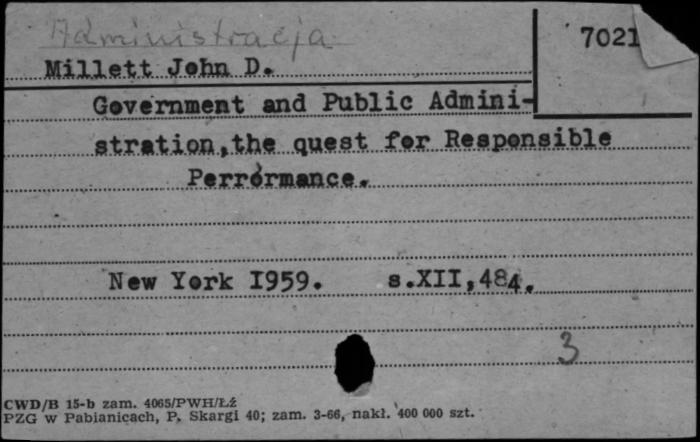 Administracja
7021
Millett John D.
Government and Public Admini-
stration,the quest for Responsible
Perrormance.
New York I959. s.XII,484.
3
CWD/B 15-b zam. 4065/PWH/Łż
PZG w Pabianicach, P. Skargi 40; zam. 3-66, nakł. 400 000 szt.